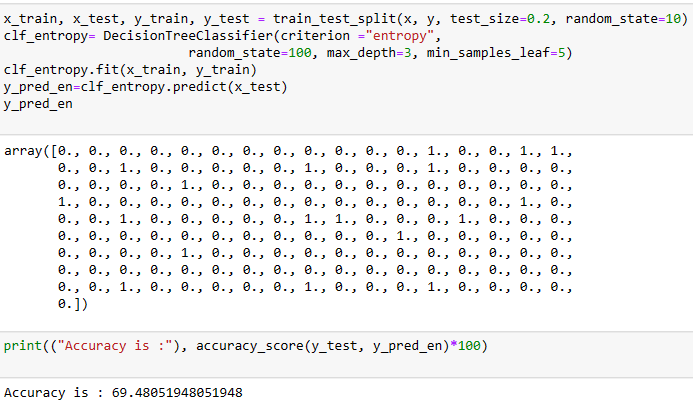 x_train, x_test, y_train, y_test = train_test_split(x, y, test_size=0.2, random_state=10)
clf_entropy= DecisionTreeClassifier(criterion ="entropy",
random_state=100, max_depth=3, min_samples_leaf=5)
clf_entropy.fit(x_train, y_train)
y_pred_en=clf_entropy.predict(x_test)
y_pred_en
array([0., 0., 0., 0., 0., 0., 0., 0., 0., 0., 0., 0., 1., 0., 0., 1., 1.,
0., 0., 1., 0., 0., 0., 0., 0., 1., 0., 0., 0., 1., 0., 0., 0., 0.,
0., 0., 0., 0., 1., 0., 0., 0., 0., 0., 0., 0., 0., 0., 0., 0., 0.,
1., 0., 0., 0., 0., 0., 0., 0., 0., 0., 0., 0., 0., 0., 0., 1., 0.,
0., 0., 1., 0., 0., 0., 0., 0., 1., 1., 0., 0., 0., 1., 0., 0., 0.,
0., 0., 0., 0., 0., 0., 0., 0., 0., 0., 0., 1., 0., 0., 0., 0., 0.,
0., 0., 0., 0., 1., 0., 0., 0., 0., 0., 0., 0., 0., 0., 0., 0., 0.,
0., 0., 0., 0., 0., 0., 0., 0., 0., 0., 0., 0., 0., 0., 0., 0., 0.,
0., 0., 1., 0., 0., 0., 0., 0., 1., 0., 0., 0., 1., 0., 0., 0., 0.,
0.])
print(("Accuracy is :"), accuracy_score(y_test, y_pred_en)*100)
Accuracy is : 69.48051948051948